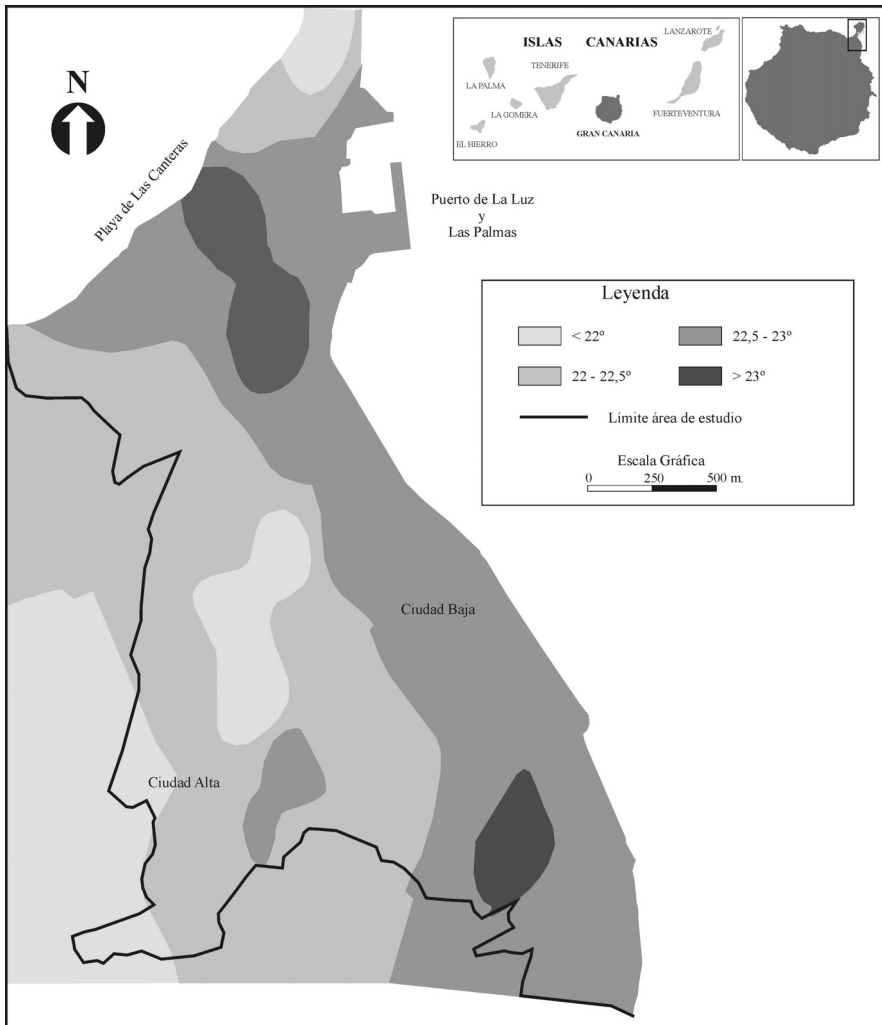 N
Playa de Las Canteras
ISLAS CANARIAS
LANZAROTE
TENERIFE
LA PALMA
LA GOMERA
FUERTEVENTURA
GRAN CANARIA
EL HIERRO
Puerto de La Luz
y
Las Palmas
Leyenda
< 22º
22,5 - 23º
22 - 22,5º
> 23º
Límite área de estudio
Escala Gráfica
0 250 500 m.
Ciudad Baja
Ciudad Alta